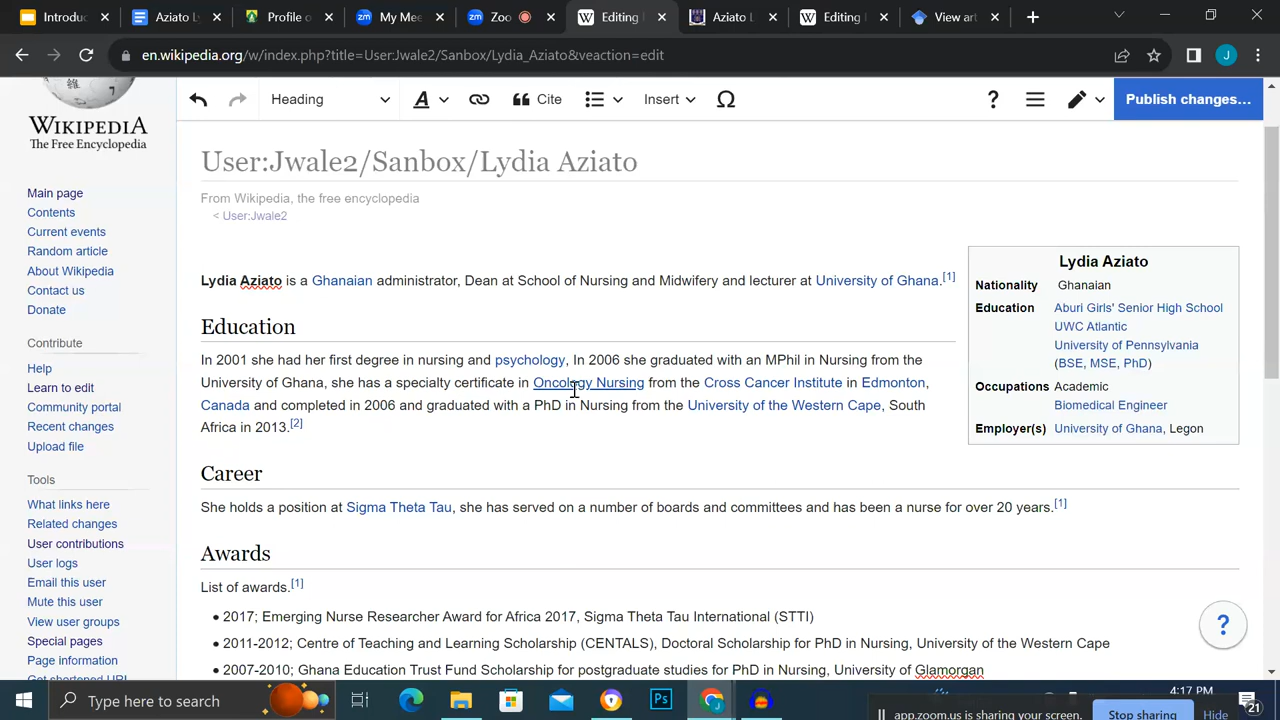 Introduc
Aziato Ly
Profile o
My Mee
Zoo
Editing
Aziato L
Editing
View art
en.wikipedia.org/w/index.php?title=User:Jwale2/Sanbox/Lydia_Aziato&veaction=edit
J
Heading
A
Cite
Insert
Ω
?
Publish changes...
WIKIPEDIA
The Free Encyclopedia
Main page
Contents
Current events
Random article
About Wikipedia
Contact us
Donate
Contribute
Help
Learn to edit
Community portal
Recent changes
Upload file
Tools
What links here
Related changes
User contributions
User logs
Email this user
Mute this user
View user groups
Special pages
Page information
Get shortened URL
User:Jwale2/Sanbox/Lydia Aziato
From Wikipedia, the free encyclopedia
< User:Jwale2
Lydia Aziato is a Ghanaian administrator, Dean at School of Nursing and Midwifery and lecturer at University of Ghana.[1]
Education
In 2001 she had her first degree in nursing and psychology, In 2006 she graduated with an MPhil in Nursing from the
University of Ghana, she has a specialty certificate in Oncology Nursing from the Cross Cancer Institute in Edmonton,
Canada and completed in 2006 and graduated with a PhD in Nursing from the University of the Western Cape, South
Africa in 2013.[2]
Lydia Aziato
Nationality Ghanaian
Education Aburi Girls' Senior High School
UWC Atlantic
University of Pennsylvania
(BSE, MSE, PhD)
Occupations Academic
Biomedical Engineer
Employer(s) University of Ghana, Legon
Career
She holds a position at Sigma Theta Tau, she has served on a number of boards and committees and has been a nurse for over 20 years.[1]
Awards
List of awards.[1]
• 2017; Emerging Nurse Researcher Award for Africa 2017, Sigma Theta Tau International (STTI)
• 2011-2012; Centre of Teaching and Learning Scholarship (CENTALS), Doctoral Scholarship for PhD in Nursing, University of the Western Cape
• 2007-2010; Ghana Education Trust Fund Scholarship for postgraduate studies for PhD in Nursing, University of Glamorgan
?
Type here to search
Ps
4:17 PM
21
app.zoom.us is sharing your screen.
Stop sharing
Hide